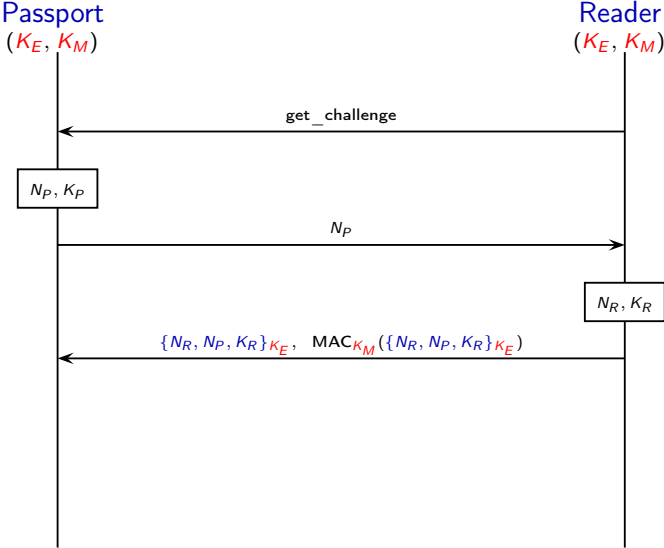 Passport Reader
(K_E, K_M) (K_E, K_M)
get_challenge
N_P, K_P
N_P
N_R, K_R
{N_R, N_P, K_R}_{K_E}, MAC_{K_M}({N_R, N_P, K_R}_{K_E})